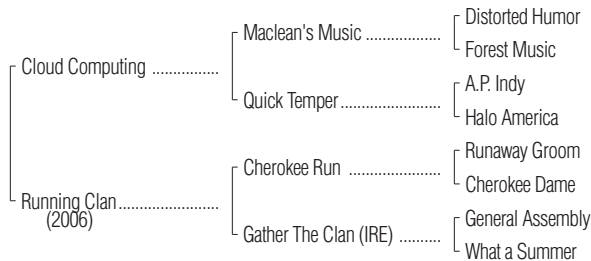 Distorted Humor
Maclean's Music ..................
Forest Music
Cloud Computing ................
A.P. Indy
Quick Temper........................
Halo America
Runaway Groom
Cherokee Run ......................
Cherokee Dame
Running Clan........................
(2006)
General Assembly
Gather The Clan (IRE) ..........
What a Summer